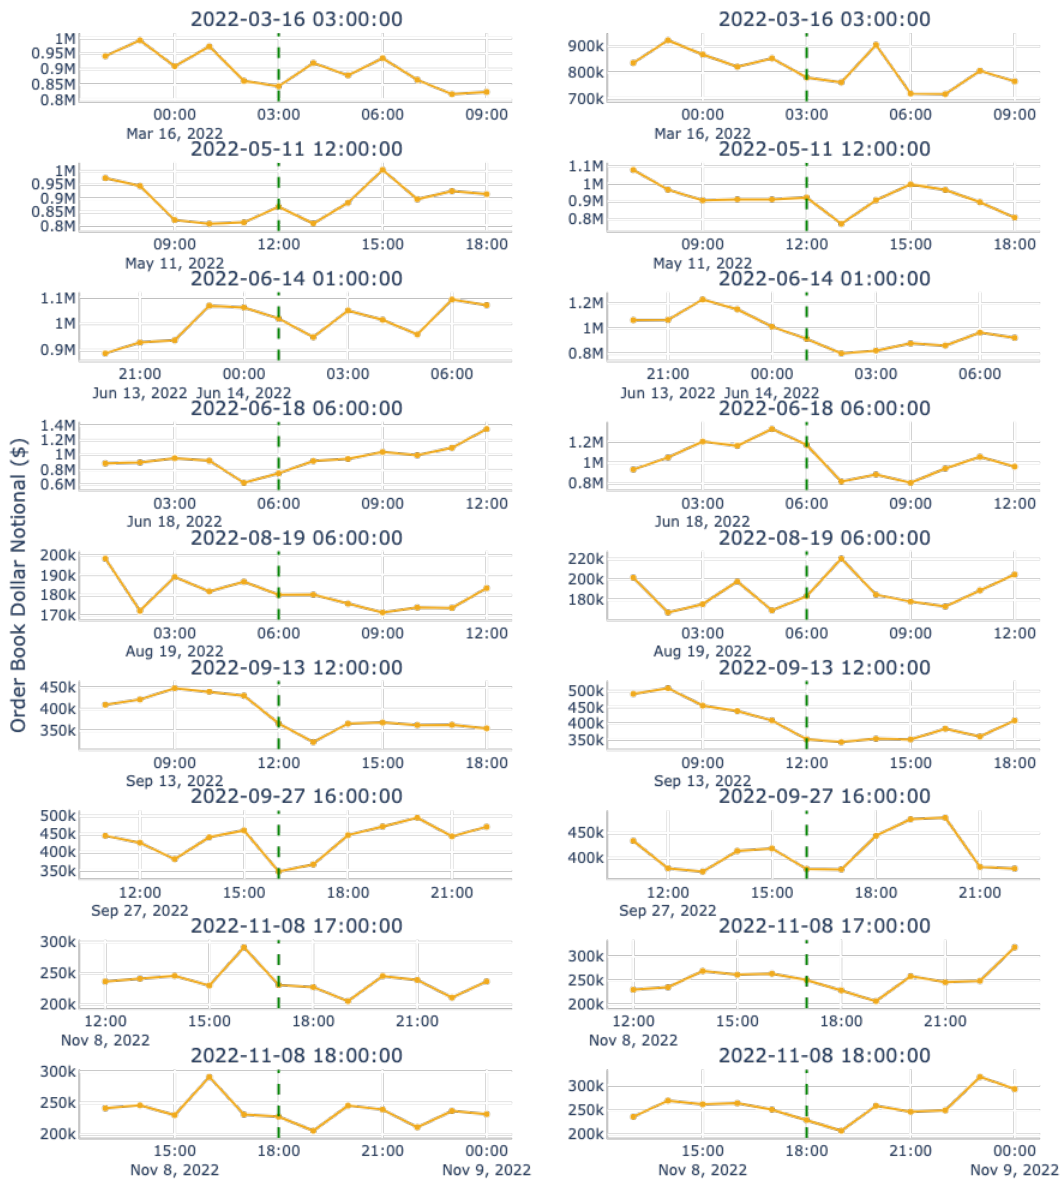 Order Book Dollar Notional ($)
2022-03-16 03:00:00
1M
0.95M
0.9M
0.85M
0.8M
00:00 03:00 06:00 09:00
Mar 16, 2022
2022-03-16 03:00:00
900k
800k
700k
00:00 03:00 06:00 09:00
Mar 16, 2022
2022-05-11 12:00:00
1M
0.95M
0.9M
0.85M
0.8M
09:00 12:00 15:00 18:00
May 11, 2022
2022-05-11 12:00:00
1.1M
1M
0.9M
0.8M
09:00 12:00 15:00 18:00
May 11, 2022
2022-06-14 01:00:00
1.1M
1M
0.9M
21:00 00:00 03:00 06:00
Jun 13, 2022 Jun 14, 2022
2022-06-14 01:00:00
1.2M
1M
0.8M
21:00 00:00 03:00 06:00
Jun 13, 2022 Jun 14, 2022
2022-06-18 06:00:00
1.4M
1.2M
1M
0.8M
0.6M
03:00 06:00 09:00 12:00
Jun 18, 2022
2022-06-18 06:00:00
1.2M
1M
0.8M
03:00 06:00 09:00 12:00
Jun 18, 2022
2022-08-19 06:00:00
200k
190k
180k
170k
03:00 06:00 09:00 12:00
Aug 19, 2022
2022-08-19 06:00:00
220k
200k
180k
03:00 06:00 09:00 12:00
Aug 19, 2022
2022-09-13 12:00:00
450k
400k
350k
09:00 12:00 15:00 18:00
Sep 13, 2022
2022-09-13 12:00:00
500k
450k
400k
350k
09:00 12:00 15:00 18:00
Sep 13, 2022
2022-09-27 16:00:00
500k
450k
400k
350k
12:00 15:00 18:00 21:00
Sep 27, 2022
2022-09-27 16:00:00
450k
400k
12:00 15:00 18:00 21:00
Sep 27, 2022
2022-11-08 17:00:00
300k
250k
200k
12:00 15:00 18:00 21:00
Nov 8, 2022
2022-11-08 17:00:00
300k
250k
200k
12:00 15:00 18:00 21:00
Nov 8, 2022
2022-11-08 18:00:00
300k
250k
200k
15:00 18:00 21:00 00:00
Nov 8, 2022 Nov 9, 2022
2022-11-08 18:00:00
300k
250k
200k
15:00 18:00 21:00 00:00
Nov 8, 2022 Nov 9, 2022